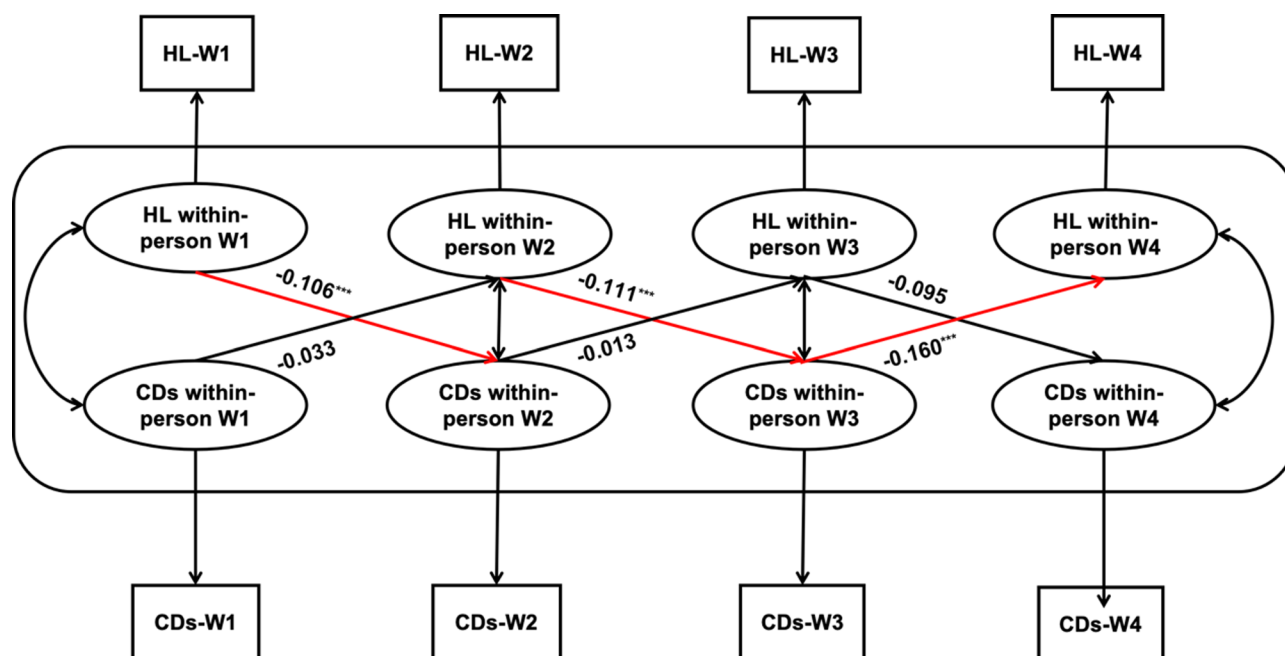 HL-W1
HL-W2
HL-W3
HL-W4
HL within-
person W1
HL within-
person W2
HL within-
person W3
HL within-
person W4
-0.106***
-0.111***
-0.095
-0.033
-0.013
-0.160***
CDs within-
person W1
CDs within-
person W2
CDs within-
person W3
CDs within-
person W4
CDs-W1
CDs-W2
CDs-W3
CDs-W4